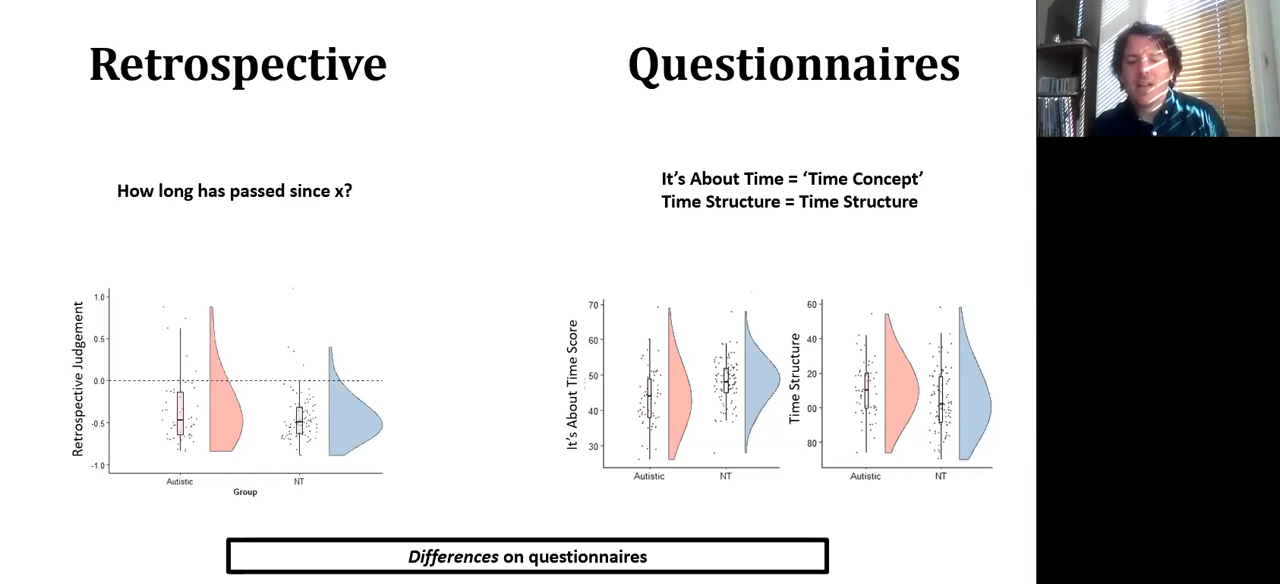 Retrospective
How long has passed since x?
Retrospective Judgement
1.0
0.5
0.0
-0.5
-1.0
Autistic
NT
Group
Questionnaires
It's About Time = ‘Time Concept’
Time Structure = Time Structure
It's About Time Score
70
60
50
40
30
Autistic
NT
Time Structure
60
40
20
00
80
Autistic
NT
Differences on questionnaires